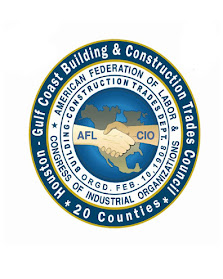 Houston - Gulf Coast Building & Construction Trades Council
* 20 Counties *
AMERICAN FEDERATION OF LABOR &
CONGRESS OF INDUSTRIAL ORGANIZATIONS
BUILDING-CONSTRUCTION TRADES DEPT.
ORGD. FEB. 10, 1908
AFL CIO